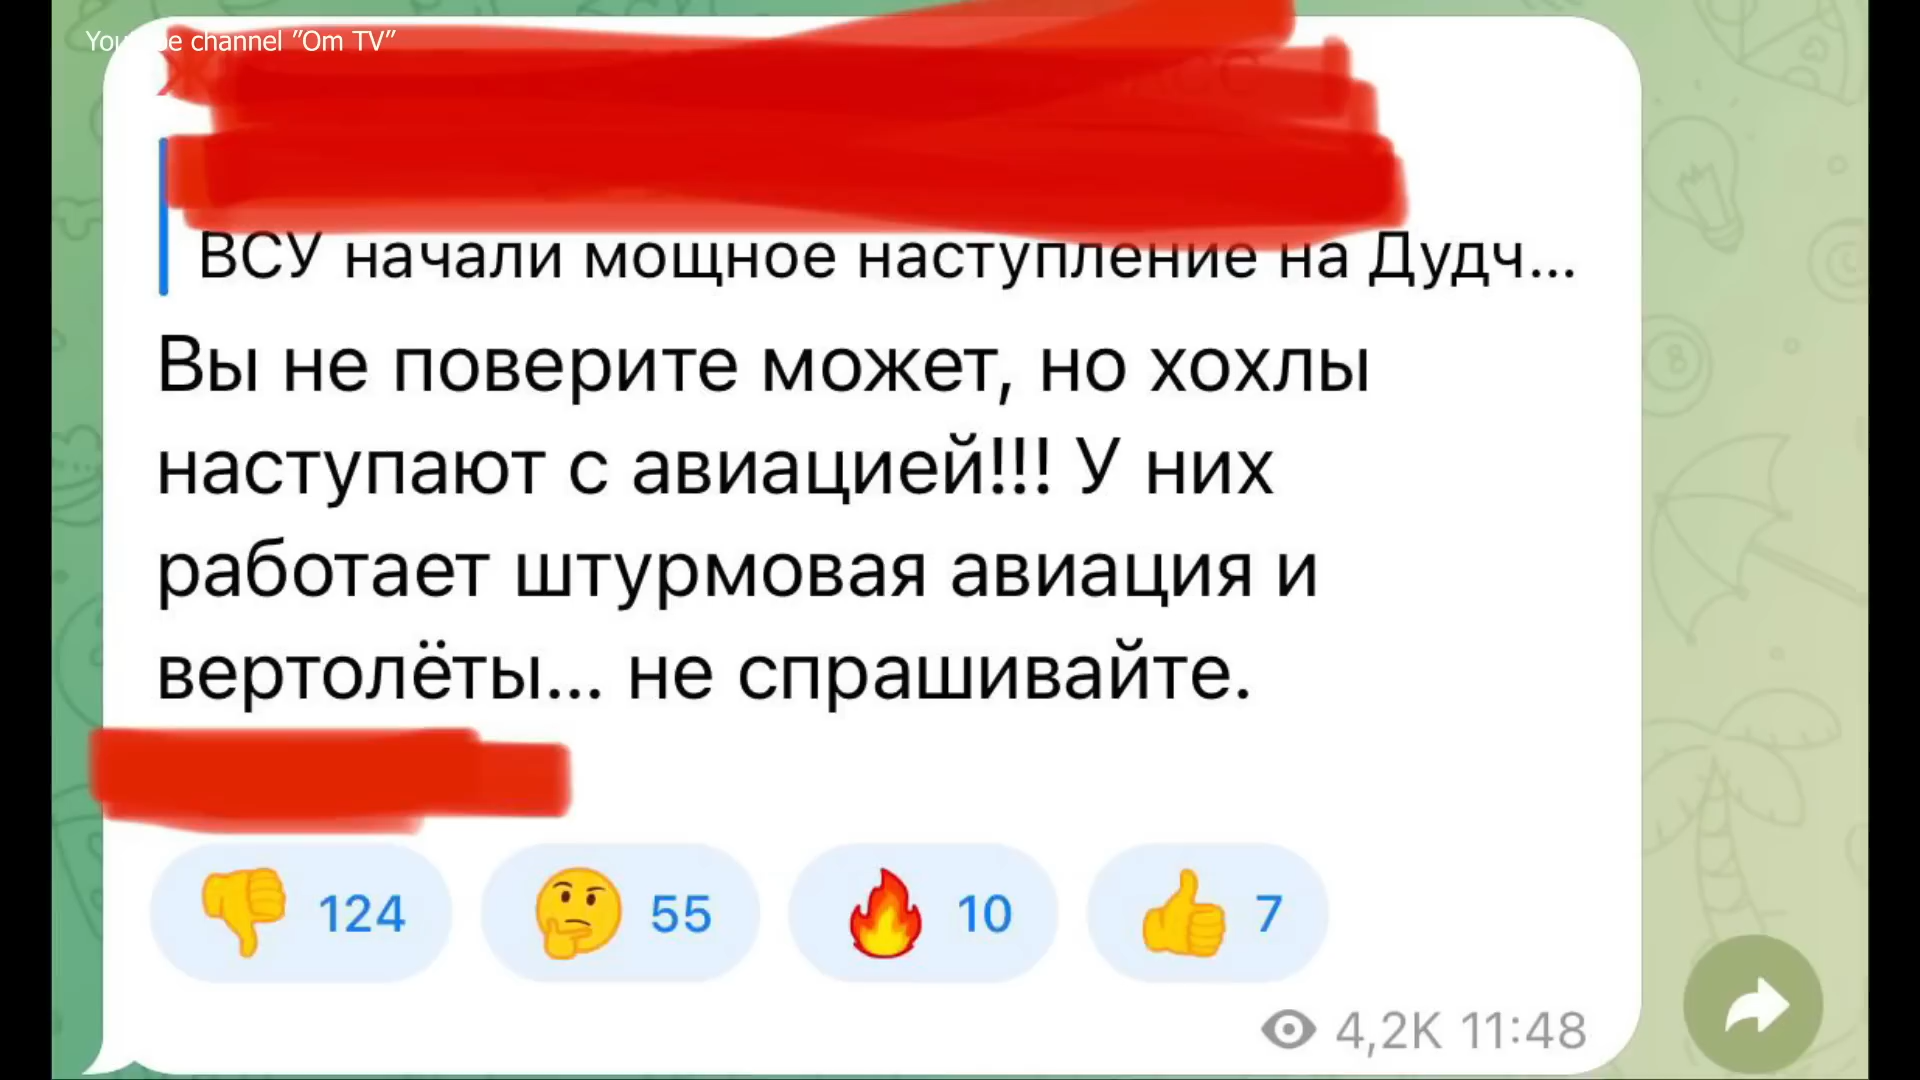 channel "Om TV"
ВСУ начали мощное наступление на Дудч...
Вы не поверите может, но хохлы
наступают с авиацией!!! У них
работает штурмовая авиация и
вертолёты... не спрашивайте.
124 55 10 7
4,2K 11:48